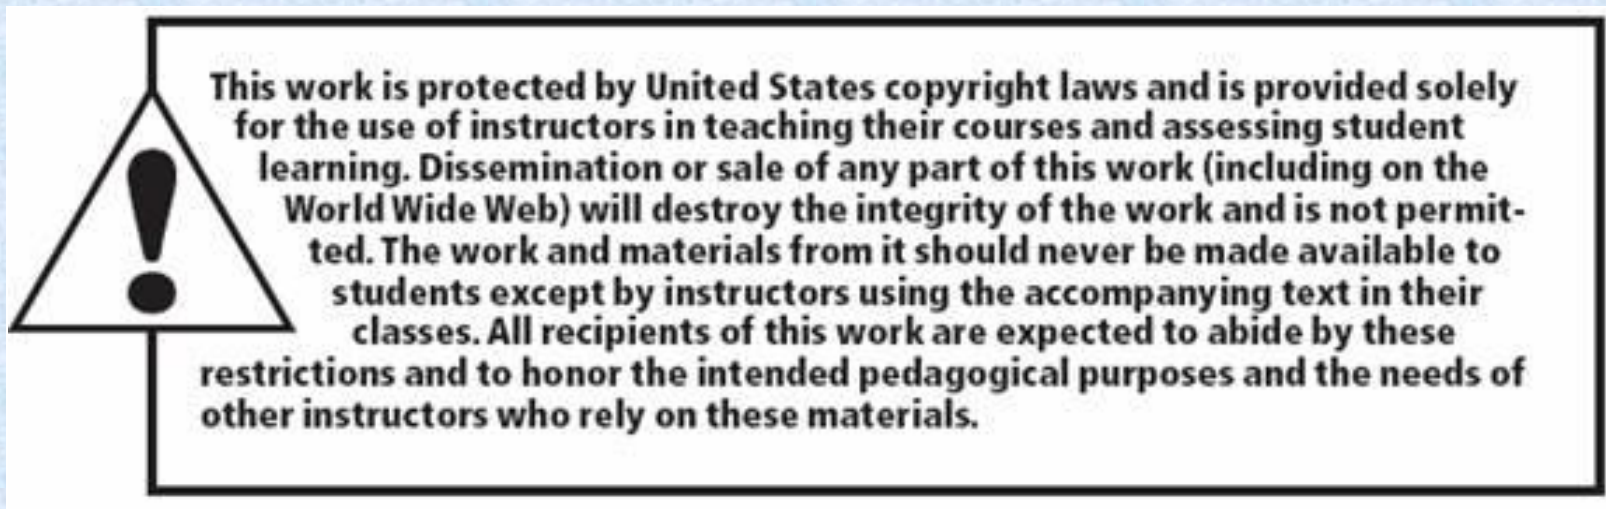 This work is protected by United States copyright laws and is provided solely
for the use of instructors in teaching their courses and assessing student
learning. Dissemination or sale of any part of this work (including on the
World Wide Web) will destroy the integrity of the work and is not permit-
ted. The work and materials from it should never be made available to
students except by instructors using the accompanying text in their
classes. All recipients of this work are expected to abide by these
restrictions and to honor the intended pedagogical purposes and the needs of
other instructors who rely on these materials.